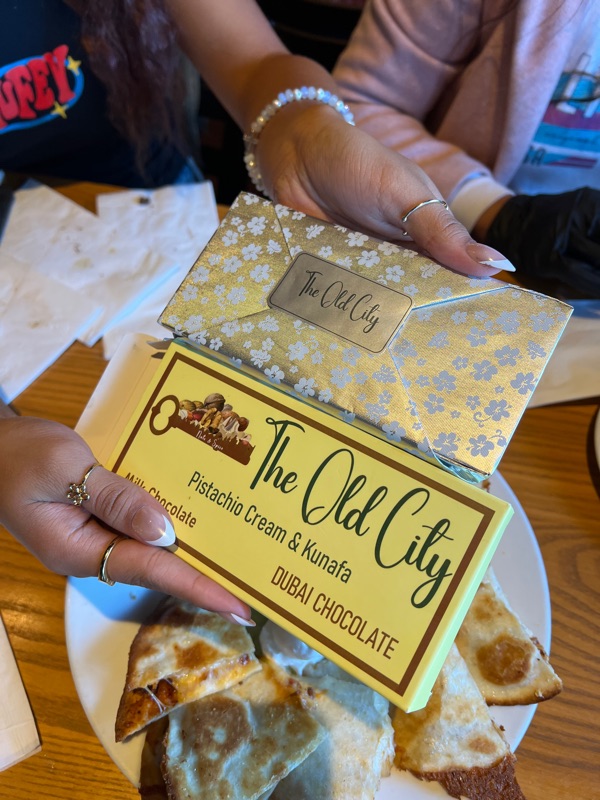 The Old City
The Old City
Pistachio Cream & Kunafa
Milk Chocolate
DUBAI CHOCOLATE